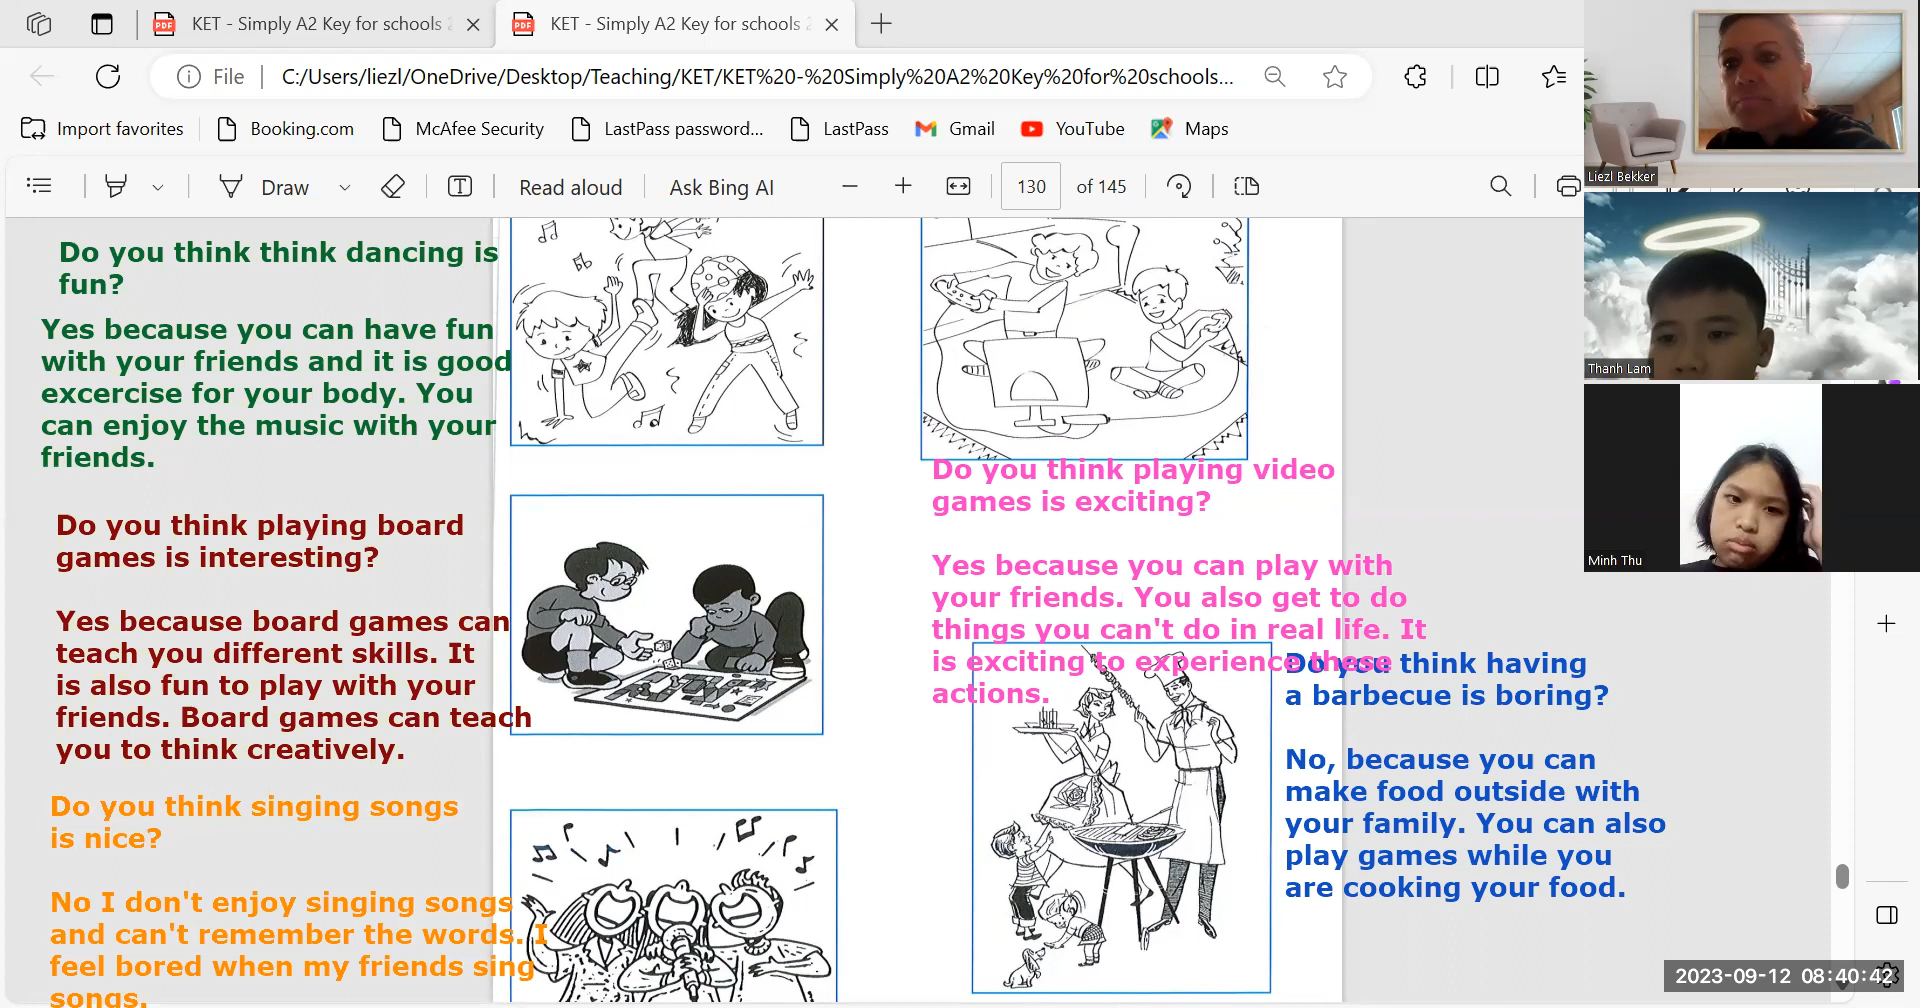 KET - Simply A2 Key for schools 2
KET - Simply A2 Key for schools 2
File
C:/Users/liezl/OneDrive/Desktop/Teaching/KET/KET%20-%20Simply%20A2%20Key%20for%20schools...
Import favorites
Booking.com
McAfee Security
LastPass password...
LastPass
Gmail
YouTube
Maps
Draw
Read aloud
Ask Bing AI
130
of 145
Do you think think dancing is
fun?
Yes because you can have fun
with your friends and it is good
excercise for your body. You
can enjoy the music with your
friends.
Do you think playing board
games is interesting?
Yes because board games can
teach you different skills. It
is also fun to play with your
friends. Board games can teach
you to think creatively.
Do you think singing songs
is nice?
No I don't enjoy singing songs
and can't remember the words. I
feel bored when my friends sing
songs.
Do you think playing video
games is exciting?
Yes because you can play with
your friends. You also get to do
things you can't do in real life. It
is exciting to experience these
actions.
Do you think having
a barbecue is boring?
No, because you can
make food outside with
your family. You can also
play games while you
are cooking your food.
Liezl Bekker
Thanh Lam
Minh Thu
2023-09-12 08:40:42